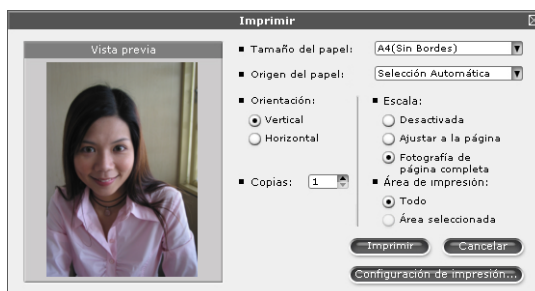 Imprimir
Vista previa
Tamaño del papel: A4(Sin Bordes)
Origen del papel: Selección Automática
Orientación:
Vertical
Horizontal
Copias: 1
Escala:
Desactivada
Ajustar a la página
Fotografía de
página completa
Área de impresión:
Todo
Área seleccionada
Imprimir Cancelar
Configuración de impresión...